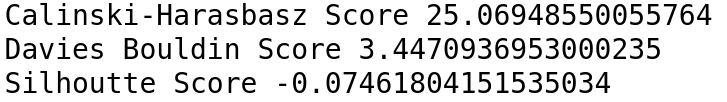 Calinski-Harasbasz Score 25.06948550055764
Davies Bouldin Score 3.4470936953000235
Silhoutte Score -0.07461804151535034